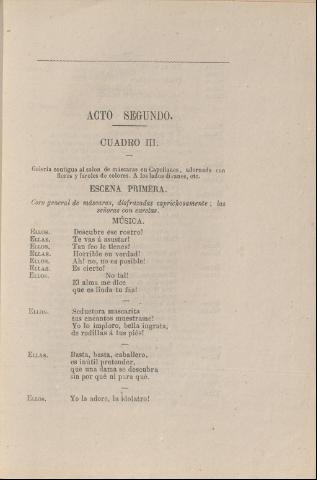 ACTO SEGUNDO.
CUADRO III.
Galería contigua al salon de máscaras en Capellanes, adornada con
flores y faroles de colores. A los lados divanes, etc.
ESCENA PRIMERA.
Coro general de máscaras, disfrazadas caprichosamente; las
señoras con caretas.
MÚSICA.
ELLOS. Descubre ese rostro!
ELLAS. Te vas á asustar!
ELLOS. Tan feo le tienes!
ELLAS. Horrible en verdad!
ELLOS. Ah! no, no es posible!
ELLAS. Es cierto!
ELLOS. No tal!
El alma me dice
que es linda tu faz!
ELLOS. Seductora mascarita
tus encantos muéstrame!
Yo lo imploro, bella ingrata,
de rodillas á tus piés!
ELLAS. Basta, basta, caballero,
es inútil pretender,
que una dama se descubra
sin por qué ni para qué.
ELLOS. Yo la adoro, la idolatro!